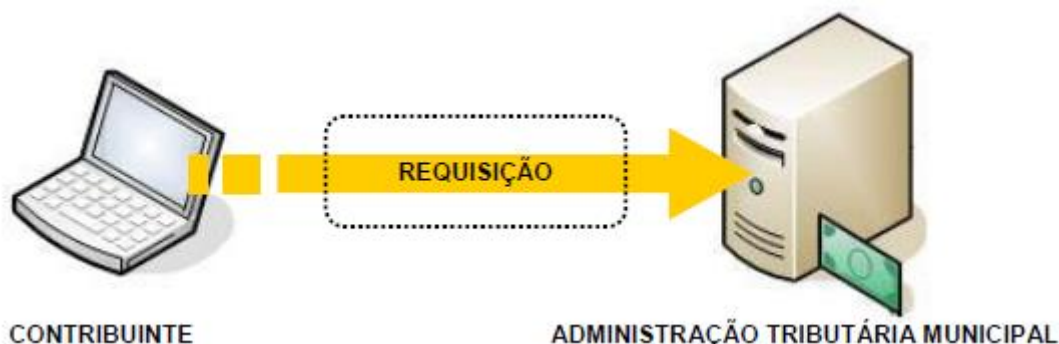 REQUISIÇÃO
CONTRIBUINTE
ADMINISTRAÇÃO TRIBUTÁRIA MUNICIPAL